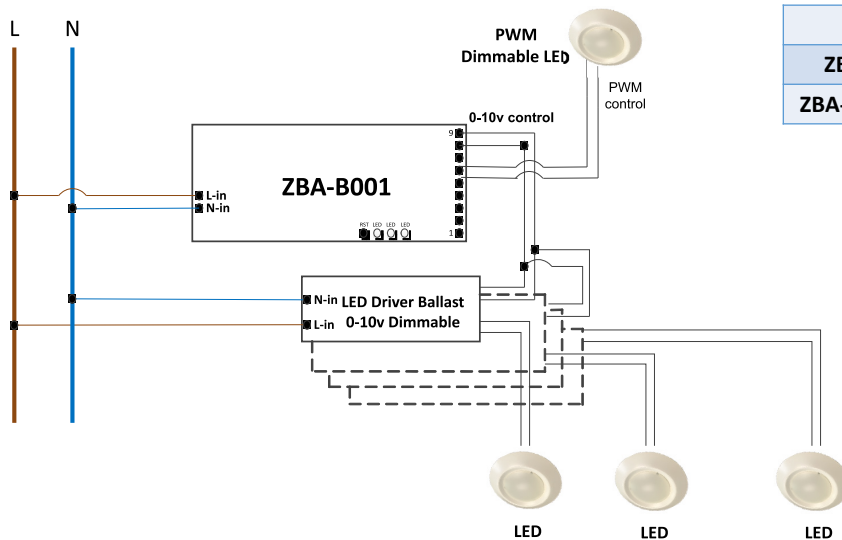 L
N
PWM
Dimmable LED
PWM
control
0-10v control
9
ZBA-B001
L-in
N-in
RST LED LED LED
1
N-in
LED Driver Ballast
L-in
0-10v Dimmable
LED
LED
LED